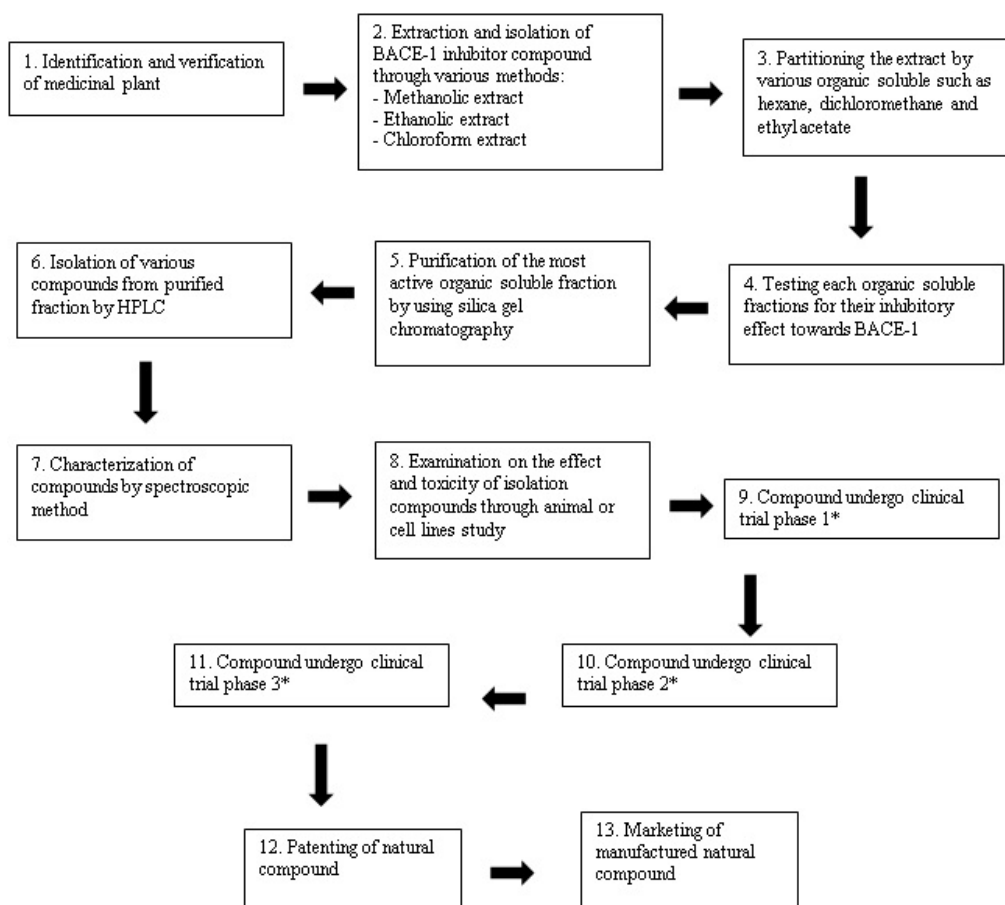 1. Identification and verification
of medicinal plant
2. Extraction and isolation of
BACE-1 inhibitor compound
through various methods:
- Methanolic extract
- Ethanolic extract
- Chloroform extract
3. Partitioning the extract by
various organic soluble such as
hexane, dichloromethane and
ethyl acetate
4. Testing each organic soluble
fractions for their inhibitory
effect towards BACE-1
5. Purification of the most
active organic soluble fraction
by using silica gel
chromatography
6. Isolation of various
compounds from purified
fraction by HPLC
7. Characterization of
compounds by spectroscopic
method
8. Examination on the effect
and toxicity of isolation
compounds through animal or
cell lines study
9. Compound undergo clinical
trial phase 1*
10. Compound undergo clinical
trial phase 2*
11. Compound undergo clinical
trial phase 3*
12. Patenting of natural
compound
13. Marketing of
manufactured natural
compound